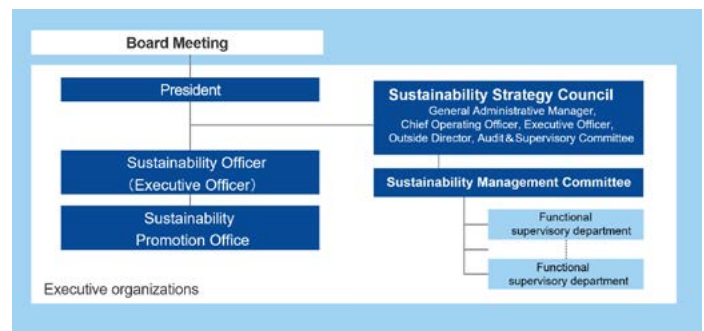 Board Meeting
President
Sustainability Strategy Council
General Administrative Manager,
Chief Operating Officer, Executive Officer,
Outside Director, Audit & Supervisory Committee
Sustainability Officer
(Executive Officer)
Sustainability Management Committee
Sustainability
Promotion Office
Functional
supervisory department
Functional
supervisory department
Executive organizations